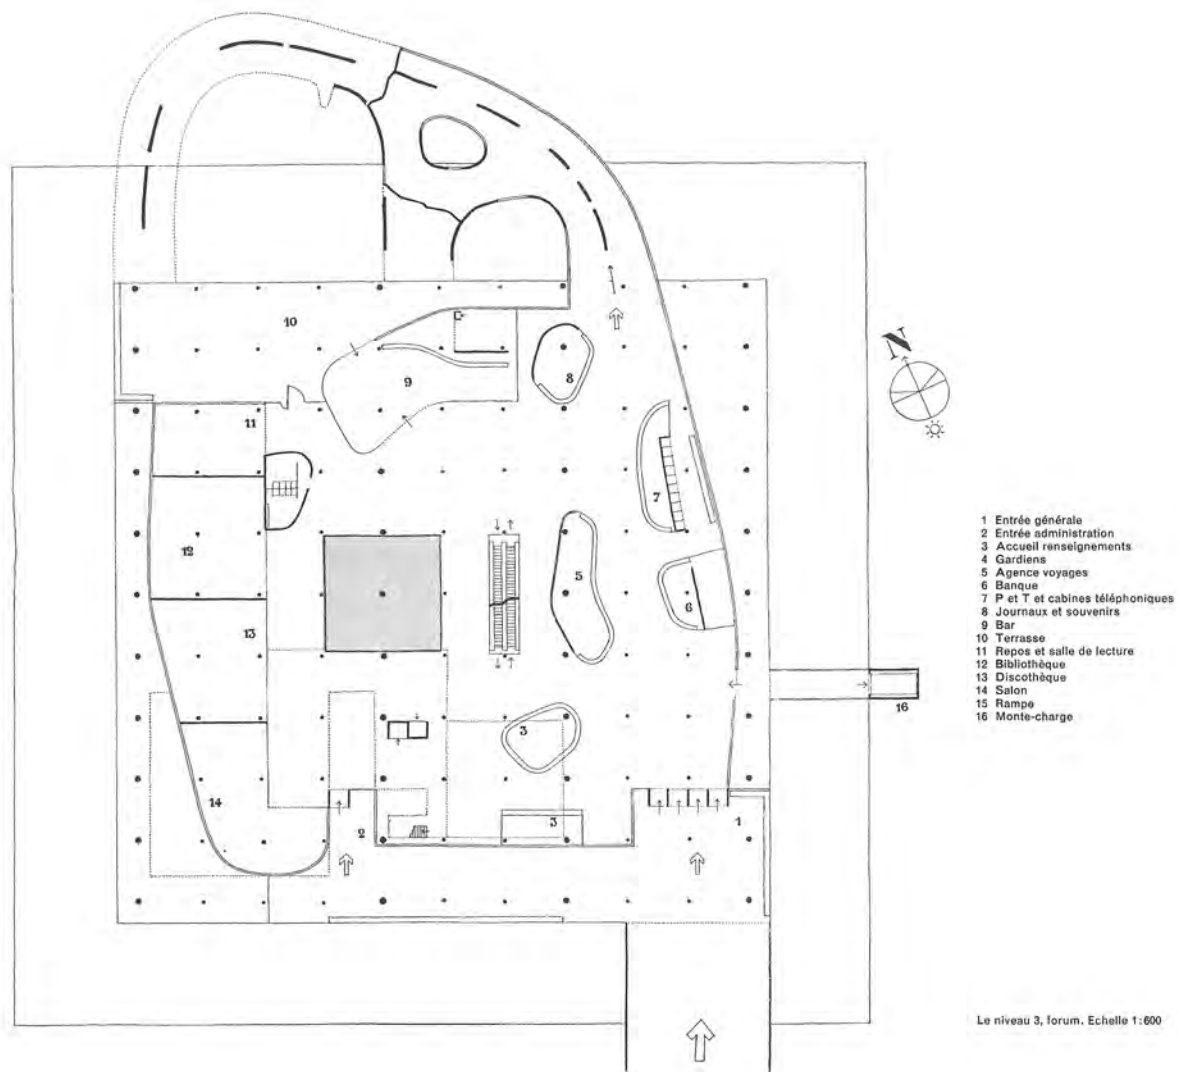 10
9
8
11
N
7
12
5
6
13
16
3
14
2
3
1
1 Entrée générale
2 Entrée administration
3 Accueil renseignements
4 Gardiens
5 Agence voyages
6 Banque
7 P et T et cabines téléphoniques
8 Journaux et souvenirs
9 Bar
10 Terrasse
11 Repos et salle de lecture
12 Bibliothèque
13 Discothèque
14 Salon
15 Rampe
16 Monte-charge
Le niveau 3, forum. Echelle 1:600